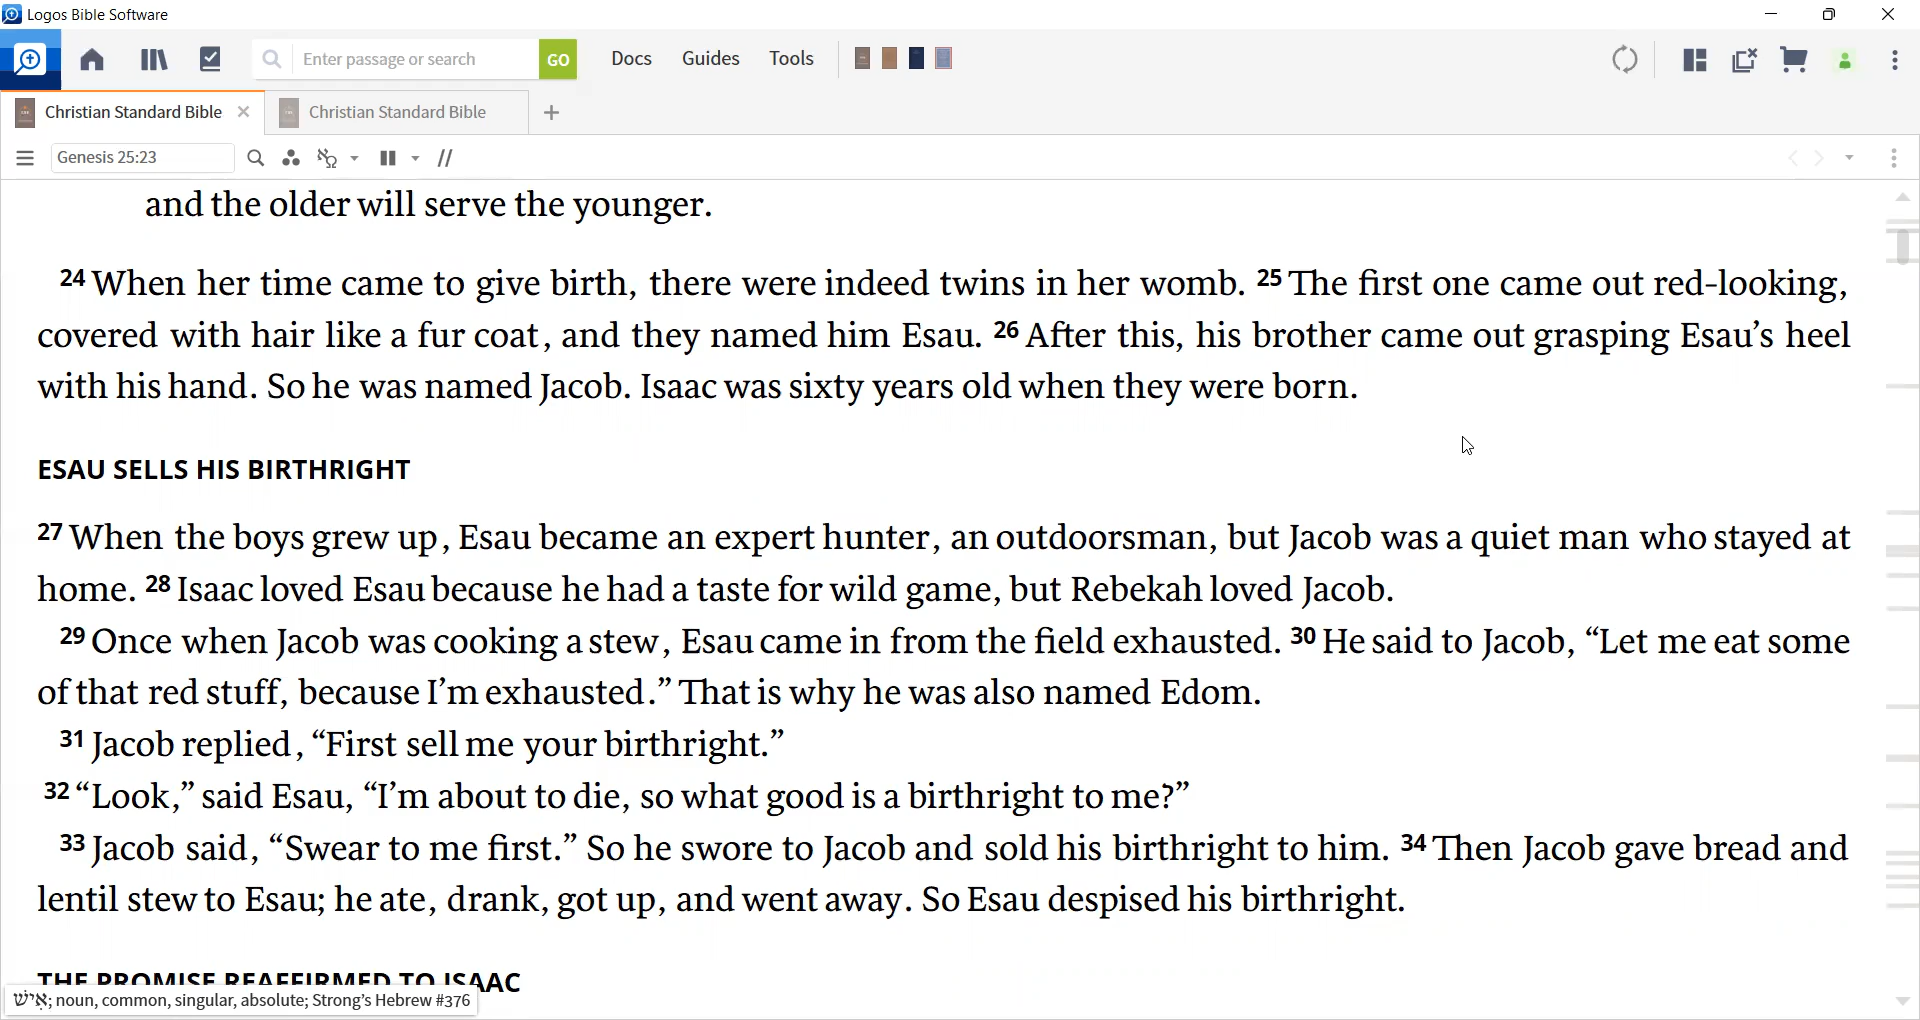 Logos Bible Software
Enter passage or search GO Docs Guides Tools
Christian Standard Bible Christian Standard Bible
Genesis 25:23
and the older will serve the younger.
24 When her time came to give birth, there were indeed twins in her womb. 25 The first one came out red-looking,
covered with hair like a fur coat, and they named him Esau. 26 After this, his brother came out grasping Esau’s heel
with his hand. So he was named Jacob. Isaac was sixty years old when they were born.
ESAU SELLS HIS BIRTHRIGHT
27 When the boys grew up, Esau became an expert hunter, an outdoorsman, but Jacob was a quiet man who stayed at
home. 28 Isaac loved Esau because he had a taste for wild game, but Rebekah loved Jacob.
29 Once when Jacob was cooking a stew, Esau came in from the field exhausted. 30 He said to Jacob, “Let me eat some
of that red stuff, because I’m exhausted.” That is why he was also named Edom.
31 Jacob replied, “First sell me your birthright.”
32 “Look,” said Esau, “I’m about to die, so what good is a birthright to me?”
33 Jacob said, “Swear to me first.” So he swore to Jacob and sold his birthright to him. 34 Then Jacob gave bread and
lentil stew to Esau; he ate, drank, got up, and went away. So Esau despised his birthright.
THE PROMISE REAFFIRMED TO ISAAC
אִישׁ; noun, common, singular, absolute; Strong’s Hebrew #376